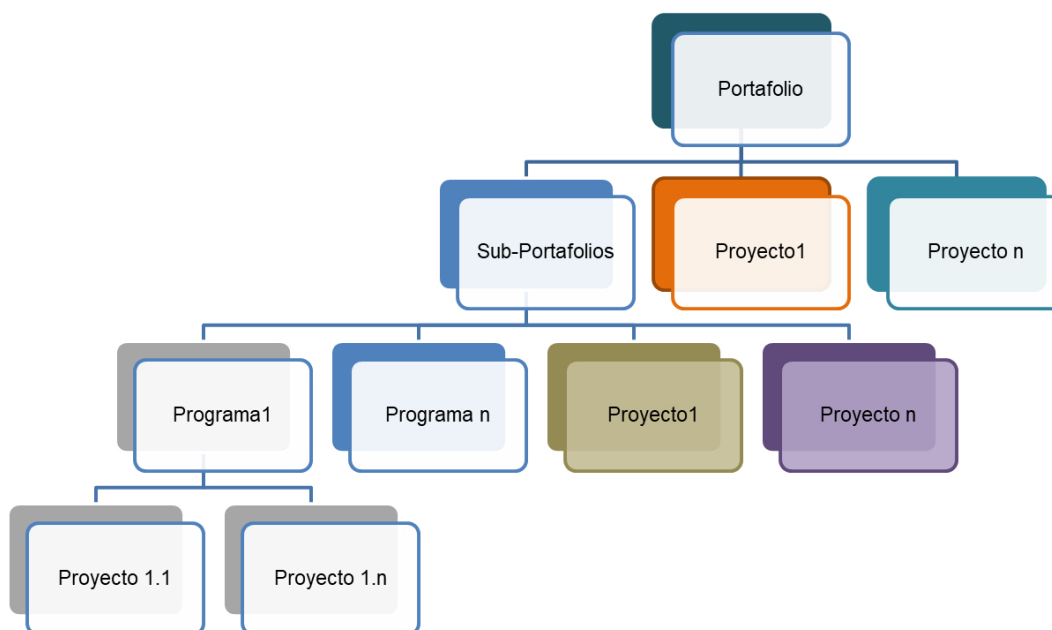 Portafolio
Sub-Portafolios
Proyecto1
Proyecto n
Programa1
Programa n
Proyecto1
Proyecto n
Proyecto 1.1
Proyecto 1.n